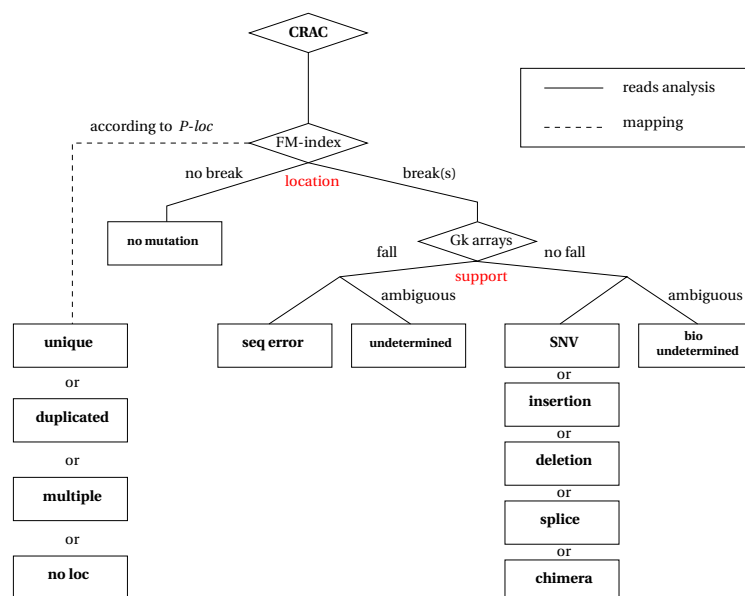 CRAC
reads analysis
mapping
according to P-loc
FM-index
no break
location
break(s)
no mutation
Gk arrays
fall
support
no fall
ambiguous
ambiguous
unique
seq error
undetermined
SNV
bio
undetermined
or
or
duplicated
insertion
or
or
deletion
multiple
or
splice
or
or
no loc
chimera